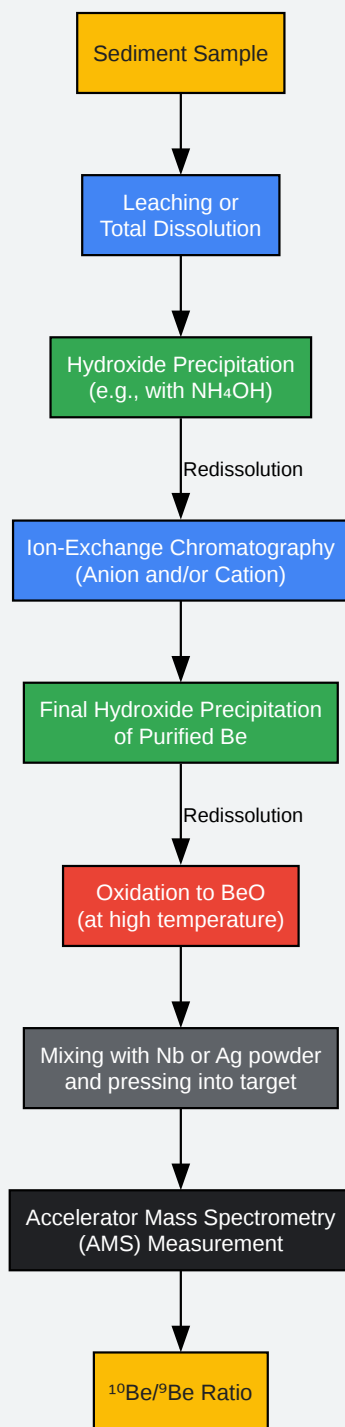 Sediment Sample
Leaching or
Total Dissolution
Hydroxide Precipitation
(e.g., with NH₄OH)
Redissolution
Ion-Exchange Chromatography
(Anion and/or Cation)
Final Hydroxide Precipitation
of Purified Be
Redissolution
Oxidation to BeO
(at high temperature)
Mixing with Nb or Ag powder
and pressing into target
Accelerator Mass Spectrometry
(AMS) Measurement
¹⁰Be/⁹Be Ratio